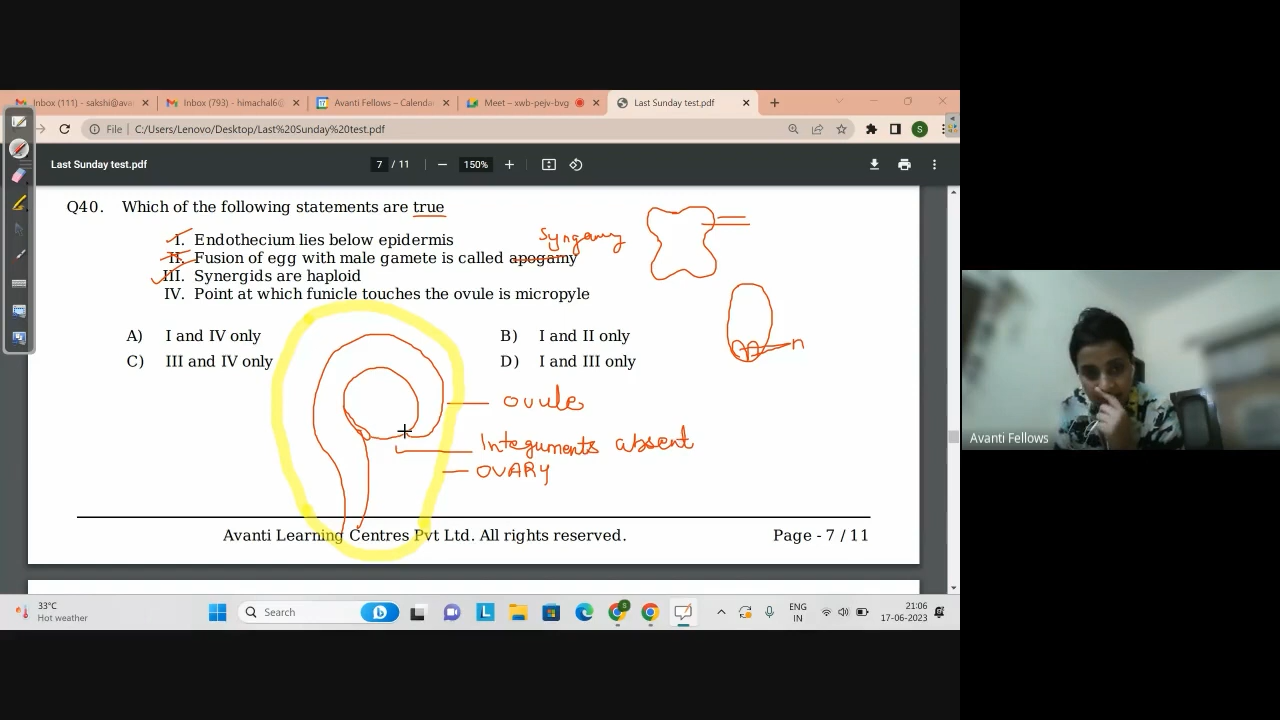 Inbox (111) – sakshi@ava
Inbox (793) – himachal6@
Avanti Fellows – Calenda
Meet – xwb-pejv-bvg
Last Sunday test.pdf
File
C:/Users/Lenovo/Desktop/Last%20Sunday%20test.pdf
S
Last Sunday test.pdf
7 / 11
150%
Q40. Which of the following statements are true
I. Endothecium lies below epidermis
Syngamy
II. Fusion of egg with male gamete is called apogamy
III. Synergids are haploid
IV. Point at which funicle touches the ovule is micropyle
n
A) I and IV only B) I and II only
C) III and IV only D) I and III only
ovule
Integuments absent
OVARY
Avanti Learning Centres Pvt Ltd. All rights reserved. Page - 7 / 11
Avanti Fellows
33°C
Hot weather
Search
ENG
IN
21:06
17-06-2023